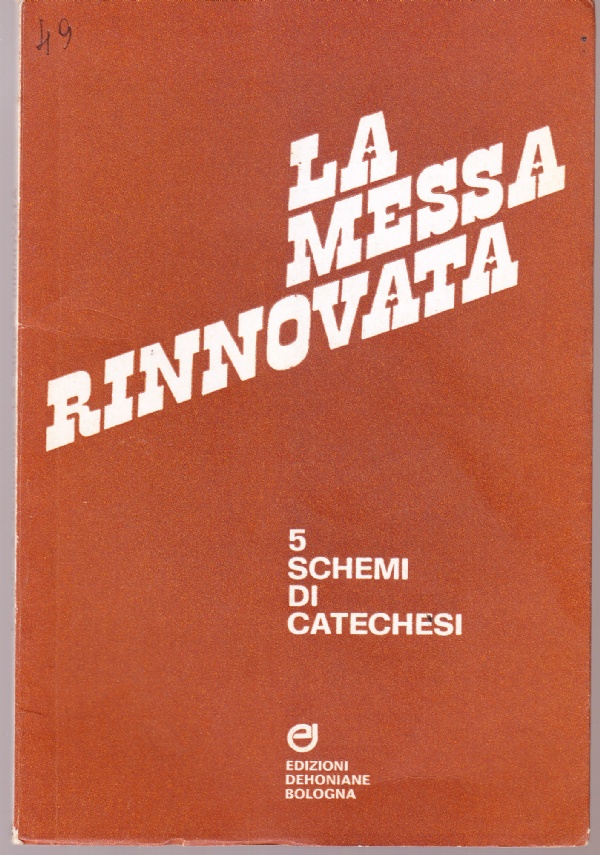 49
LA
MESSA
RINNOVATA
5
SCHEMI
DI
CATECHESI
EDIZIONI
DEHONIANE
BOLOGNA